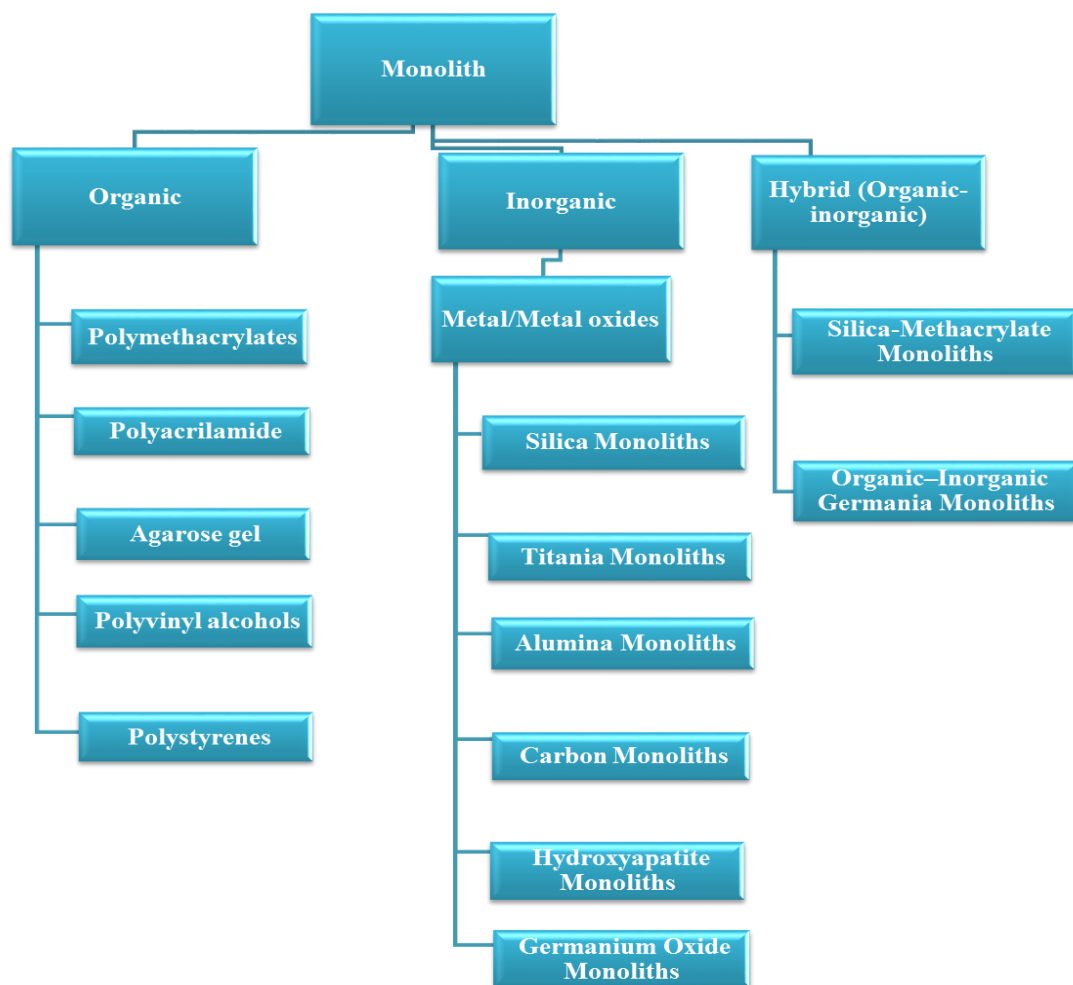 Monolith
Organic
Polymethacrylates
Polyacrilamide
Agarose gel
Polyvinyl alcohols
Polystyrenes
Inorganic
Metal/Metal oxides
Silica Monoliths
Titania Monoliths
Alumina Monoliths
Carbon Monoliths
Hydroxyapatite
Monoliths
Germanium Oxide
Monoliths
Hybrid (Organic-
inorganic)
Silica-Methacrylate
Monoliths
Organic–Inorganic
Germania Monoliths